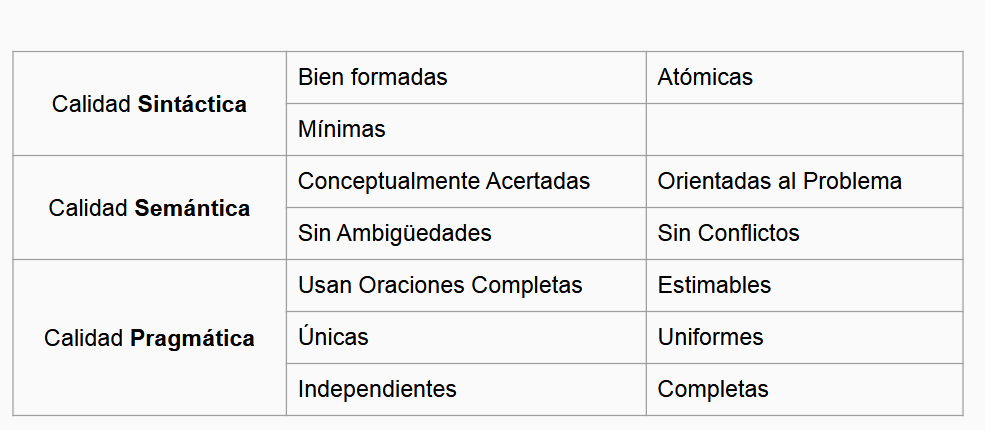 Calidad Sintáctica
Bien formadas
Atómicas
Mínimas
Calidad Semántica
Conceptualmente Acertadas
Orientadas al Problema
Sin Ambigüedades
Sin Conflictos
Calidad Pragmática
Usan Oraciones Completas
Estimables
Únicas
Uniformes
Independientes
Completas